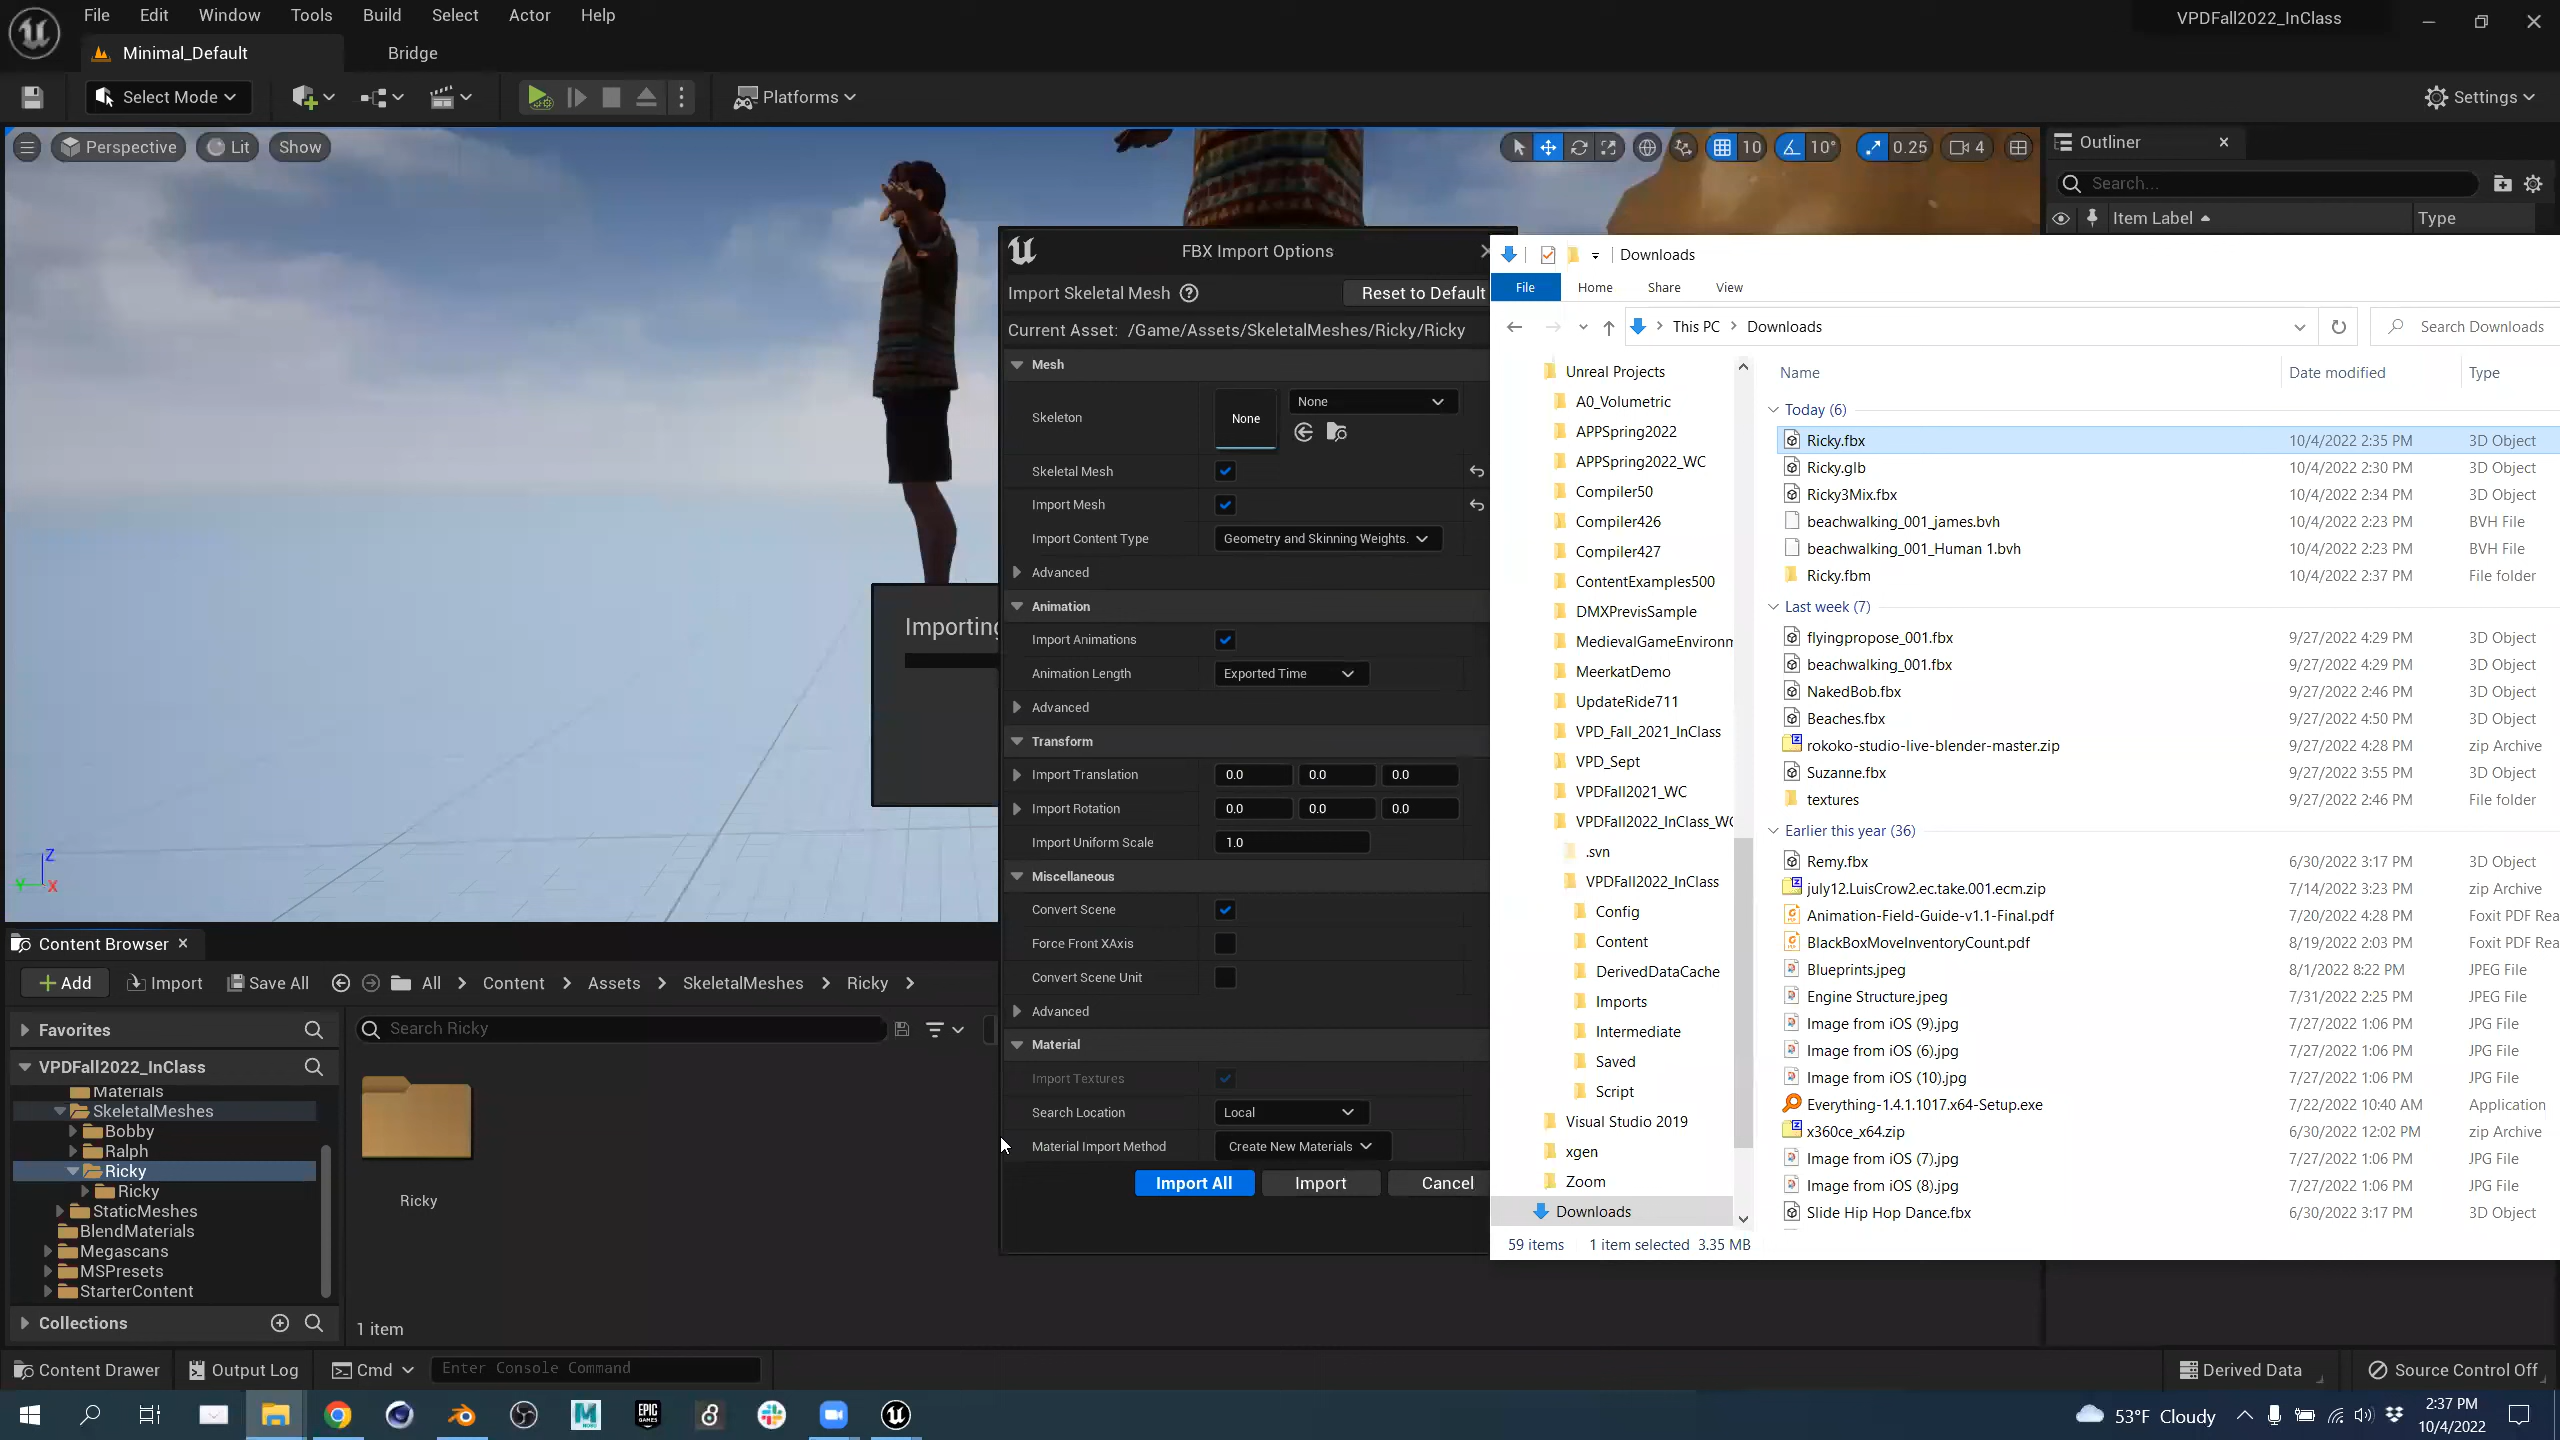 File Edit Window Tools Build Select Actor Help
VPDFall2022_InClass
Minimal_Default
Bridge
Select Mode
Platforms
Settings
Perspective
Lit
Show
10
10°
0.25
4
Outliner
Search...
Item Label
Type
FBX Import Options
Import Skeletal Mesh
Reset to Default
Current Asset: /Game/Assets/SkeletalMeshes/Ricky/Ricky
Mesh
Skeleton
None
None
Skeletal Mesh
Import Mesh
Import Content Type
Geometry and Skinning Weights.
Advanced
Animation
Import Animations
Animation Length
Exported Time
Advanced
Transform
Import Translation 0.0 0.0 0.0
Import Rotation 0.0 0.0 0.0
Import Uniform Scale 1.0
Miscellaneous
Convert Scene
Force Front XAxis
Convert Scene Unit
Advanced
Material
Import Textures
Search Location
Local
Material Import Method
Create New Materials
Import All
Import
Cancel
Importing
Z
Y
X
Downloads
File Home Share View
This PC
Downloads
Search Downloads
Unreal Projects
A0_Volumetric
APPSpring2022
APPSpring2022_WC
Compiler50
Compiler426
Compiler427
ContentExamples500
DMXPrevisSample
MedievalGameEnvironm
MeerkatDemo
UpdateRide711
VPD_Fall_2021_InClass
VPD_Sept
VPDFall2021_WC
VPDFall2022_InClass_WC
.svn
VPDFall2022_InClass
Config
Content
DerivedDataCache
Imports
Intermediate
Saved
Script
Visual Studio 2019
xgen
Zoom
Downloads
Name Date modified Type
Today (6)
Ricky.fbx 10/4/2022 2:35 PM 3D Object
Ricky.glb 10/4/2022 2:30 PM 3D Object
Ricky3Mix.fbx 10/4/2022 2:34 PM 3D Object
beachwalking_001_james.bvh 10/4/2022 2:23 PM BVH File
beachwalking_001_Human 1.bvh 10/4/2022 2:23 PM BVH File
Ricky.fbm 10/4/2022 2:37 PM File folder
Last week (7)
flyingpropose_001.fbx 9/27/2022 4:29 PM 3D Object
beachwalking_001.fbx 9/27/2022 4:29 PM 3D Object
NakedBob.fbx 9/27/2022 2:46 PM 3D Object
Beaches.fbx 9/27/2022 4:50 PM 3D Object
rokoko-studio-live-blender-master.zip 9/27/2022 4:28 PM zip Archive
Suzanne.fbx 9/27/2022 3:55 PM 3D Object
textures 9/27/2022 2:46 PM File folder
Earlier this year (36)
Remy.fbx 6/30/2022 3:17 PM 3D Object
july12.LuisCrow2.ec.take.001.ecm.zip 7/14/2022 3:23 PM zip Archive
Animation-Field-Guide-v1.1-Final.pdf 7/20/2022 4:28 PM Foxit PDF Rea
BlackBoxMoveInventoryCount.pdf 8/19/2022 2:03 PM Foxit PDF Rea
Blueprints.jpeg 8/1/2022 8:22 PM JPEG File
Engine Structure.jpeg 7/31/2022 2:25 PM JPEG File
Image from iOS (9).jpg 7/27/2022 1:06 PM JPG File
Image from iOS (6).jpg 7/27/2022 1:06 PM JPG File
Image from iOS (10).jpg 7/27/2022 1:06 PM JPG File
Everything-1.4.1.1017.x64-Setup.exe 7/22/2022 10:40 AM Application
x360ce_x64.zip 6/30/2022 12:02 PM zip Archive
Image from iOS (7).jpg 7/27/2022 1:06 PM JPG File
Image from iOS (8).jpg 7/27/2022 1:06 PM JPG File
Slide Hip Hop Dance.fbx 6/30/2022 3:17 PM 3D Object
59 items 1 item selected 3.35 MB
Content Browser
Add
Import
Save All
All
Content
Assets
SkeletalMeshes
Ricky
Favorites
Search Ricky
VPDFall2022_InClass
Materials
SkeletalMeshes
Bobby
Ralph
Ricky
Ricky
StaticMeshes
BlendMaterials
Megascans
MSPresets
StarterContent
Collections
Ricky
1 item
Content Drawer
Output Log
Cmd
Enter Console Command
Derived Data
Source Control Off
EPIC GAMES
53°F Cloudy
2:37 PM
10/4/2022